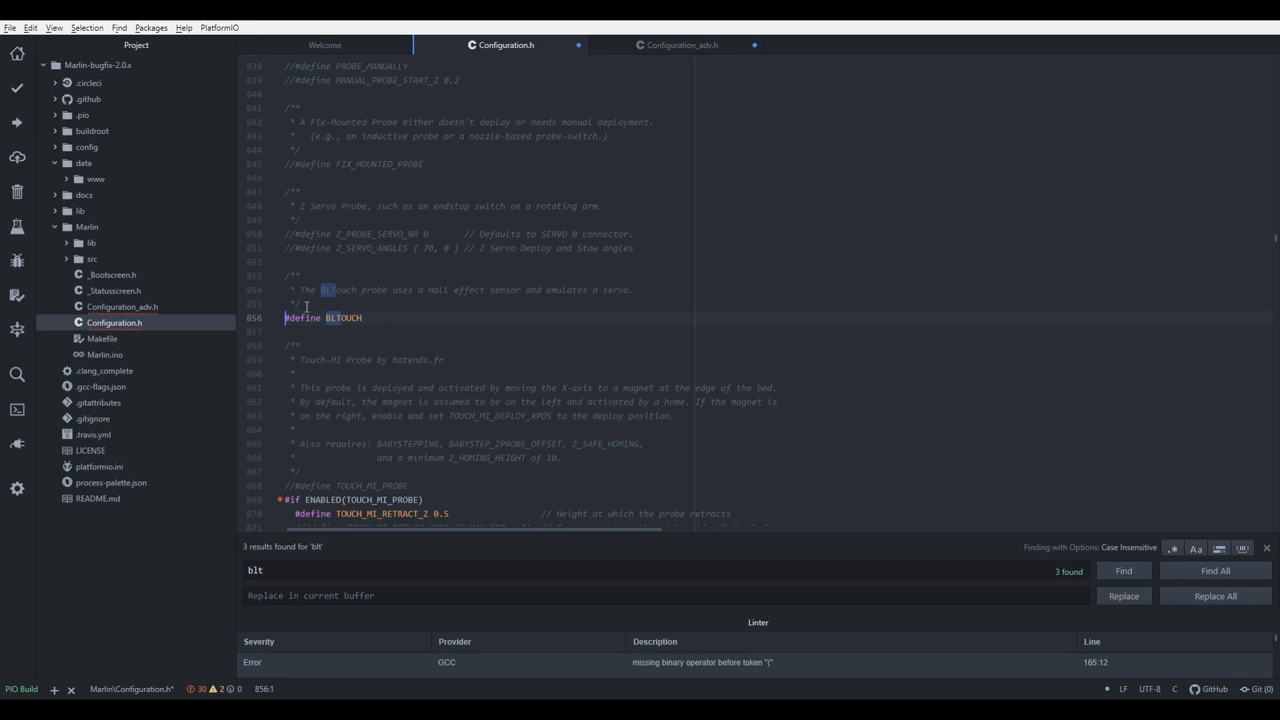 File Edit View Selection Find Packages Help PlatformIO
Project
Welcome
Configuration.h
Configuration_adv.h
Marlin-bugfix-2.0.x
.circleci
.github
.pio
buildroot
config
data
www
docs
lib
Marlin
lib
src
_Bootscreen.h
_Statusscreen.h
Configuration_adv.h
Configuration.h
Makefile
Marlin.ino
.clang_complete
.gcc-flags.json
.gitattributes
.gitignore
.travis.yml
LICENSE
platformio.ini
process-palette.json
README.md
838 //#define PROBE_MANUALLY
839 //#define MANUAL_PROBE_START_Z 0.2
840
841 /**
842 * A Fix-Mounted Probe either doesn't deploy or needs manual deployment.
843 * (e.g., an inductive probe or a nozzle-based probe-switch.)
844 */
845 //#define FIX_MOUNTED_PROBE
846
847 /**
848 * Z Servo Probe, such as an endstop switch on a rotating arm.
849 */
850 //#define Z_PROBE_SERVO_NR 0 // Defaults to SERVO 0 connector.
851 //#define Z_SERVO_ANGLES { 70, 0 } // Z Servo Deploy and Stow angles
852
853 /**
854 * The BLTouch probe uses a Hall effect sensor and emulates a servo.
855 */
856 #define BLTOUCH
857
858 /**
859 * Touch-MI Probe by hotends.fr
860 *
861 * This probe is deployed and activated by moving the X-axis to a magnet at the edge of the bed.
862 * By default, the magnet is assumed to be on the left and activated by a home. If the magnet is
863 * on the right, enable and set TOUCH_MI_DEPLOY_XPOS to the deploy position.
864 *
865 * Also requires: BABYSTEPPING, BABYSTEP_ZPROBE_OFFSET, Z_SAFE_HOMING,
866 * and a minimum Z_HOMING_HEIGHT of 10.
867 */
868 //#define TOUCH_MI_PROBE
869 #if ENABLED(TOUCH_MI_PROBE)
870 #define TOUCH_MI_RETRACT_Z 0.5 // Height at which the probe retracts
871
3 results found for 'blt'
Finding with Options: Case Insensitive
.* Aa
blt
3 found
Find
Find All
Replace in current buffer
Replace
Replace All
Linter
Severity Provider Description Line
Error GCC missing binary operator before token "(" 165:12
PIO Build + Marlin\Configuration.h* 30 2 0 856:1
LF UTF-8 C GitHub Git (0)